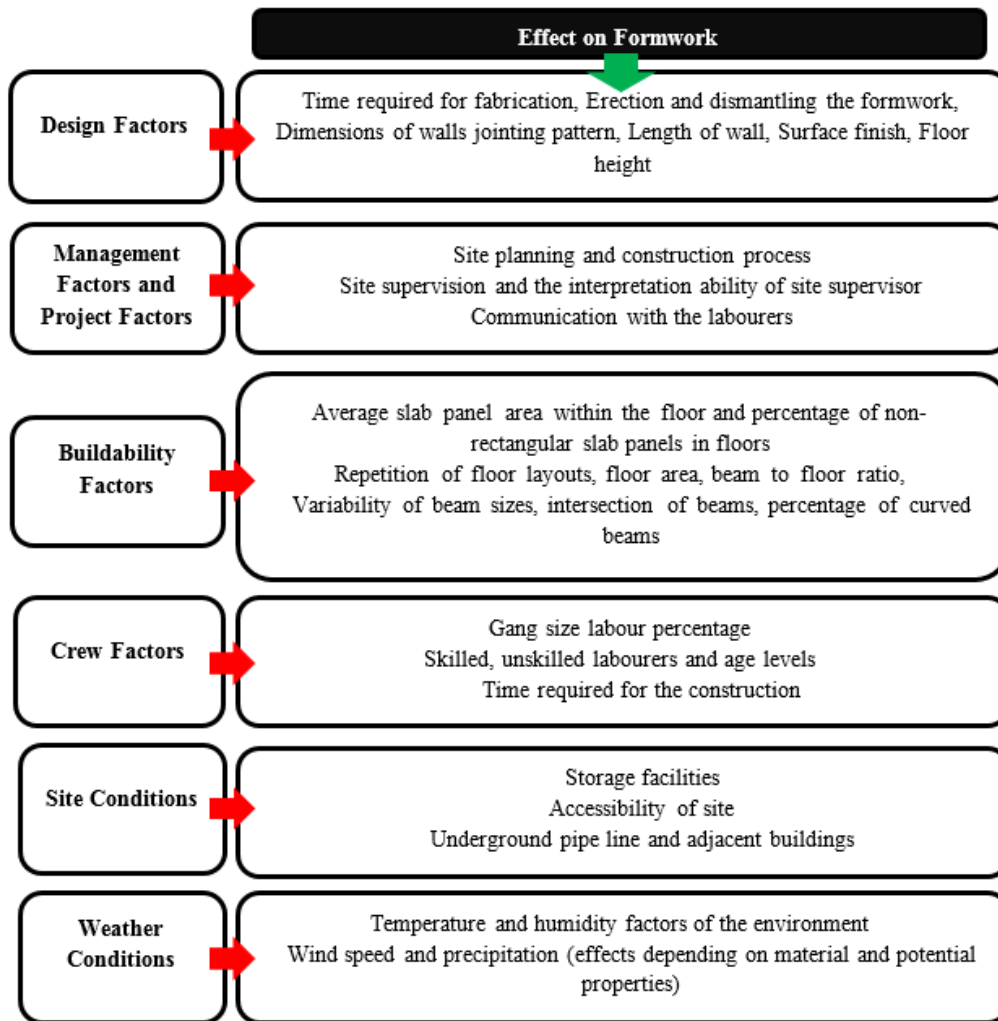 Effect on Formwork
Design Factors
Time required for fabrication, Erection and dismantling the formwork,
Dimensions of walls jointing pattern, Length of wall, Surface finish, Floor
height
Management
Factors and
Project Factors
Site planning and construction process
Site supervision and the interpretation ability of site supervisor
Communication with the labourers
Buildability
Factors
Average slab panel area within the floor and percentage of non-
rectangular slab panels in floors
Repetition of floor layouts, floor area, beam to floor ratio,
Variability of beam sizes, intersection of beams, percentage of curved
beams
Crew Factors
Gang size labour percentage
Skilled, unskilled labourers and age levels
Time required for the construction
Site Conditions
Storage facilities
Accessibility of site
Underground pipe line and adjacent buildings
Weather
Conditions
Temperature and humidity factors of the environment
Wind speed and precipitation (effects depending on material and potential
properties)